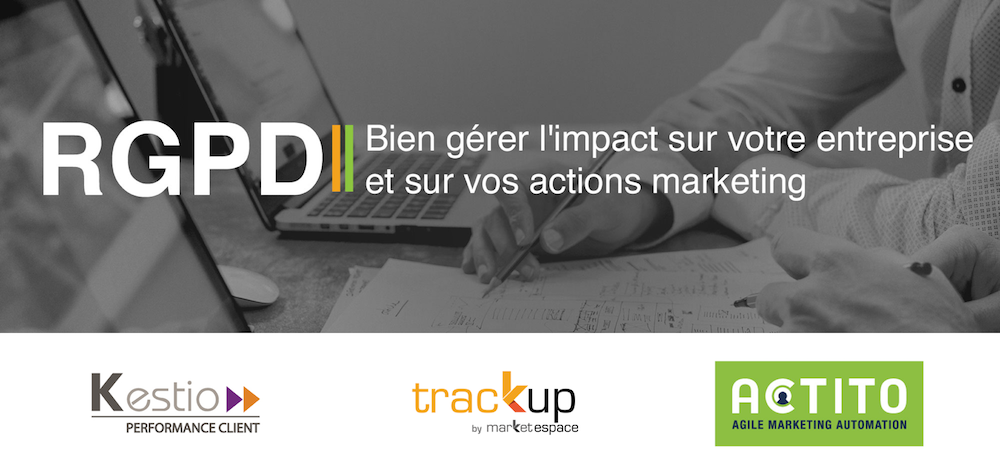 RGPD
Bien gérer l'impact sur votre entreprise
et sur vos actions marketing
Kestio
PERFORMANCE CLIENT
trackup
by marketespace
ACTITO
AGILE MARKETING AUTOMATION